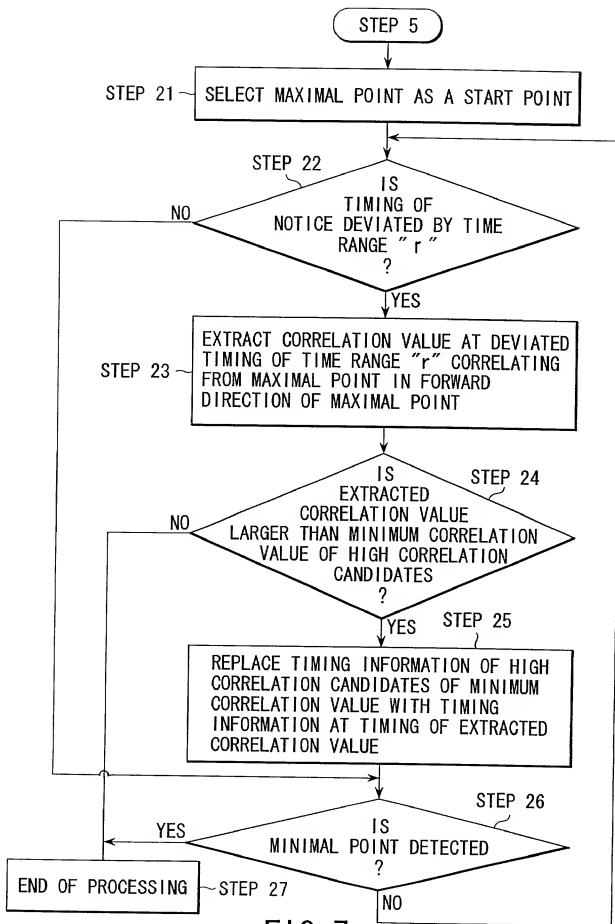 STEP 5
STEP 21
SELECT MAXIMAL POINT AS A START POINT
STEP 22
IS
TIMING OF
NOTICE DEVIATED BY TIME
RANGE "r"
?
NO
YES
STEP 23
EXTRACT CORRELATION VALUE AT DEVIATED
TIMING OF TIME RANGE "r" CORRELATING
FROM MAXIMAL POINT IN FORWARD
DIRECTION OF MAXIMAL POINT
STEP 24
IS
EXTRACTED
CORRELATION VALUE
LARGER THAN MINIMUM CORRELATION
VALUE OF HIGH CORRELATION
CANDIDATES
?
NO
YES
STEP 25
REPLACE TIMING INFORMATION OF HIGH
CORRELATION CANDIDATES OF MINIMUM
CORRELATION VALUE WITH TIMING
INFORMATION AT TIMING OF EXTRACTED
CORRELATION VALUE
STEP 26
IS
MINIMAL POINT DETECTED
?
YES
NO
END OF PROCESSING
STEP 27
FIG. 7